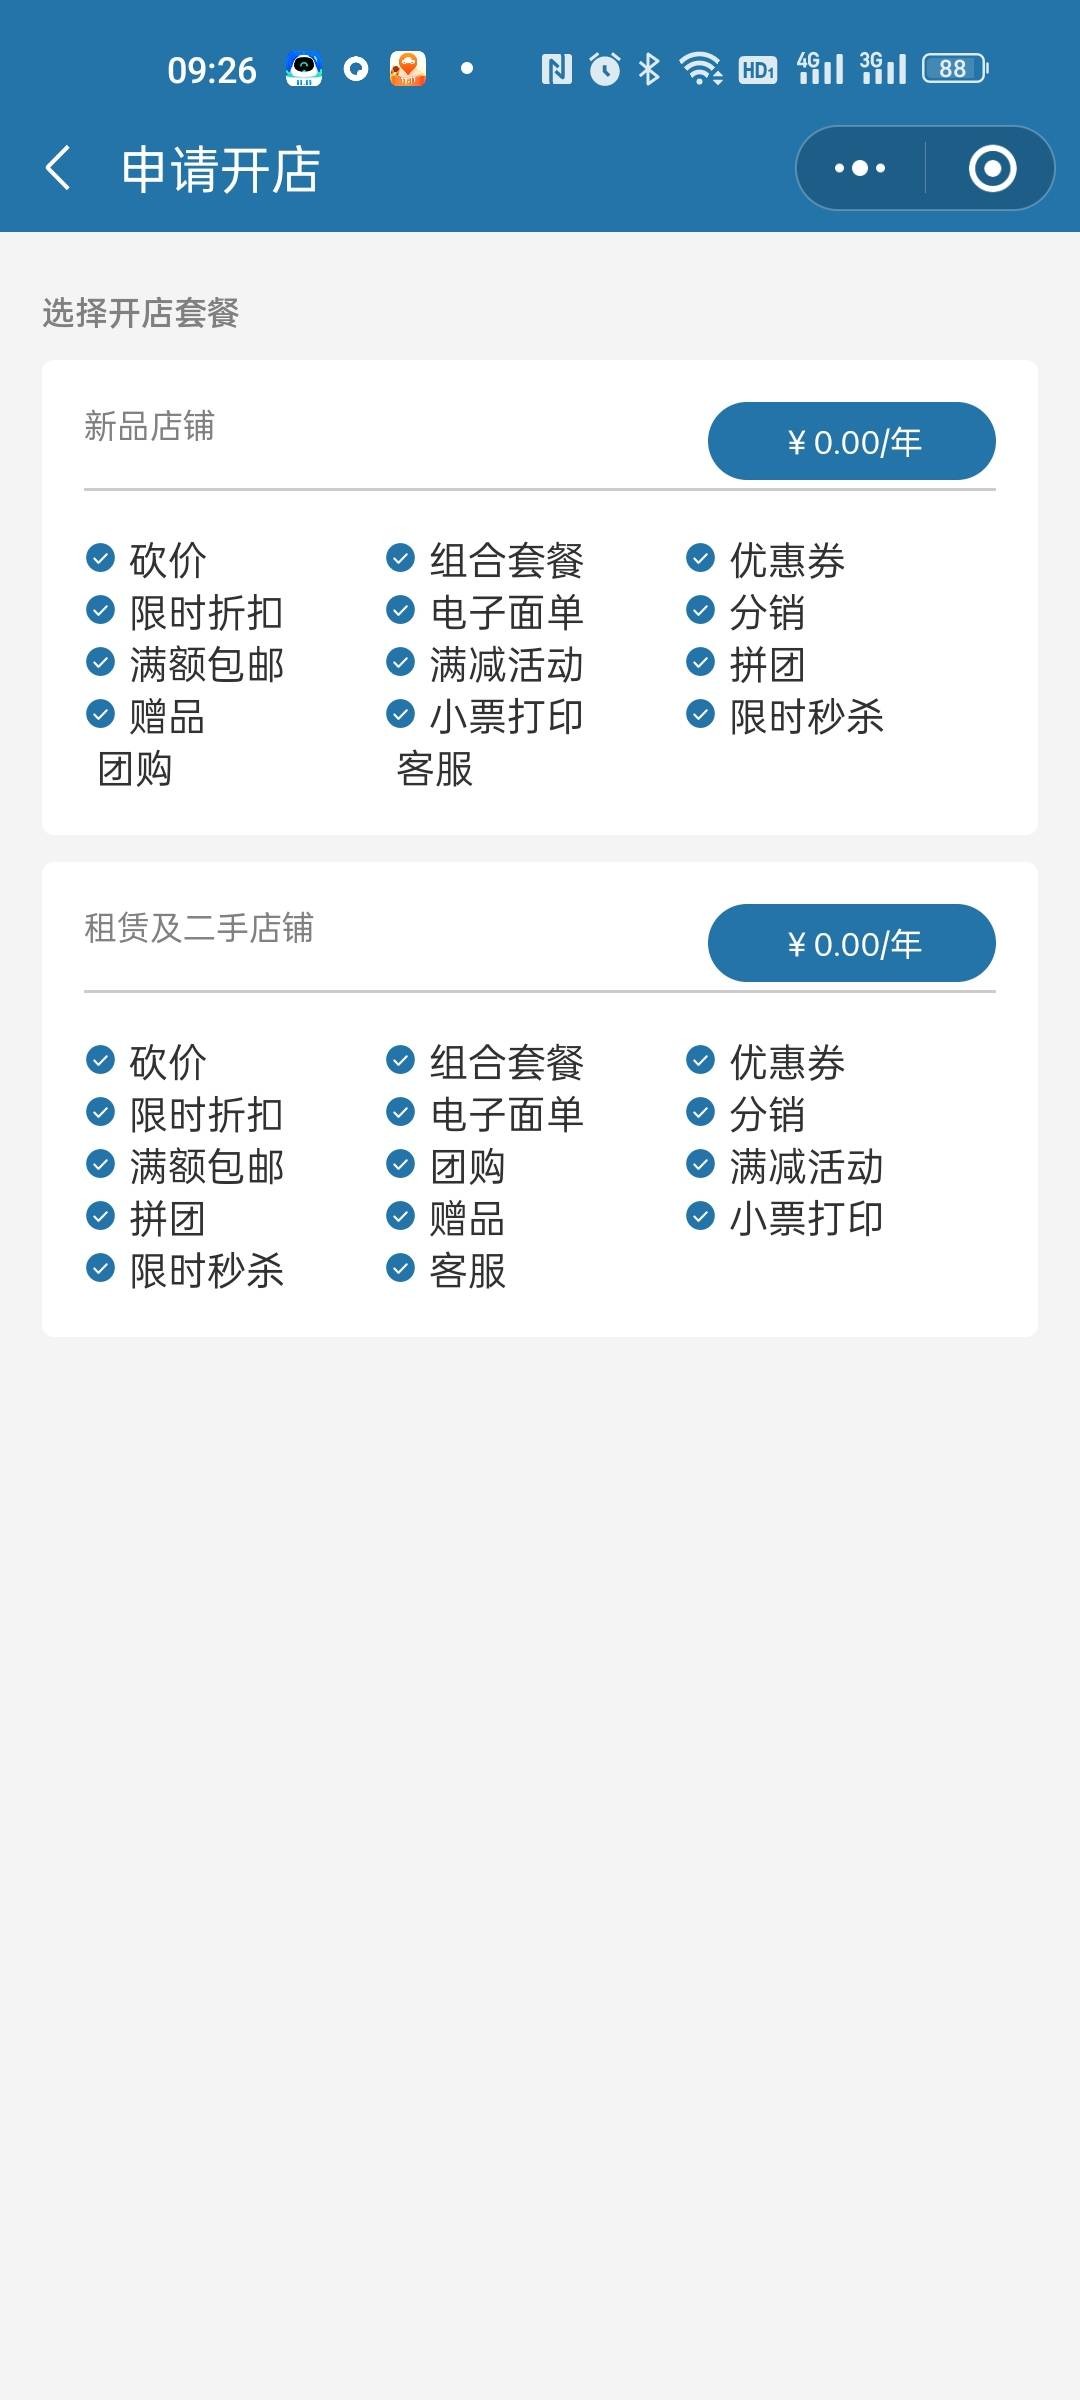 09:26 HD1 4G 3G 88
申请开店
选择开店套餐
新品店铺 ¥ 0.00/年
砍价 组合套餐 优惠券
限时折扣 电子面单 分销
满额包邮 满减活动 拼团
赠品 小票打印 限时秒杀
团购 客服
租赁及二手店铺 ¥ 0.00/年
砍价 组合套餐 优惠券
限时折扣 电子面单 分销
满额包邮 团购 满减活动
拼团 赠品 小票打印
限时秒杀 客服